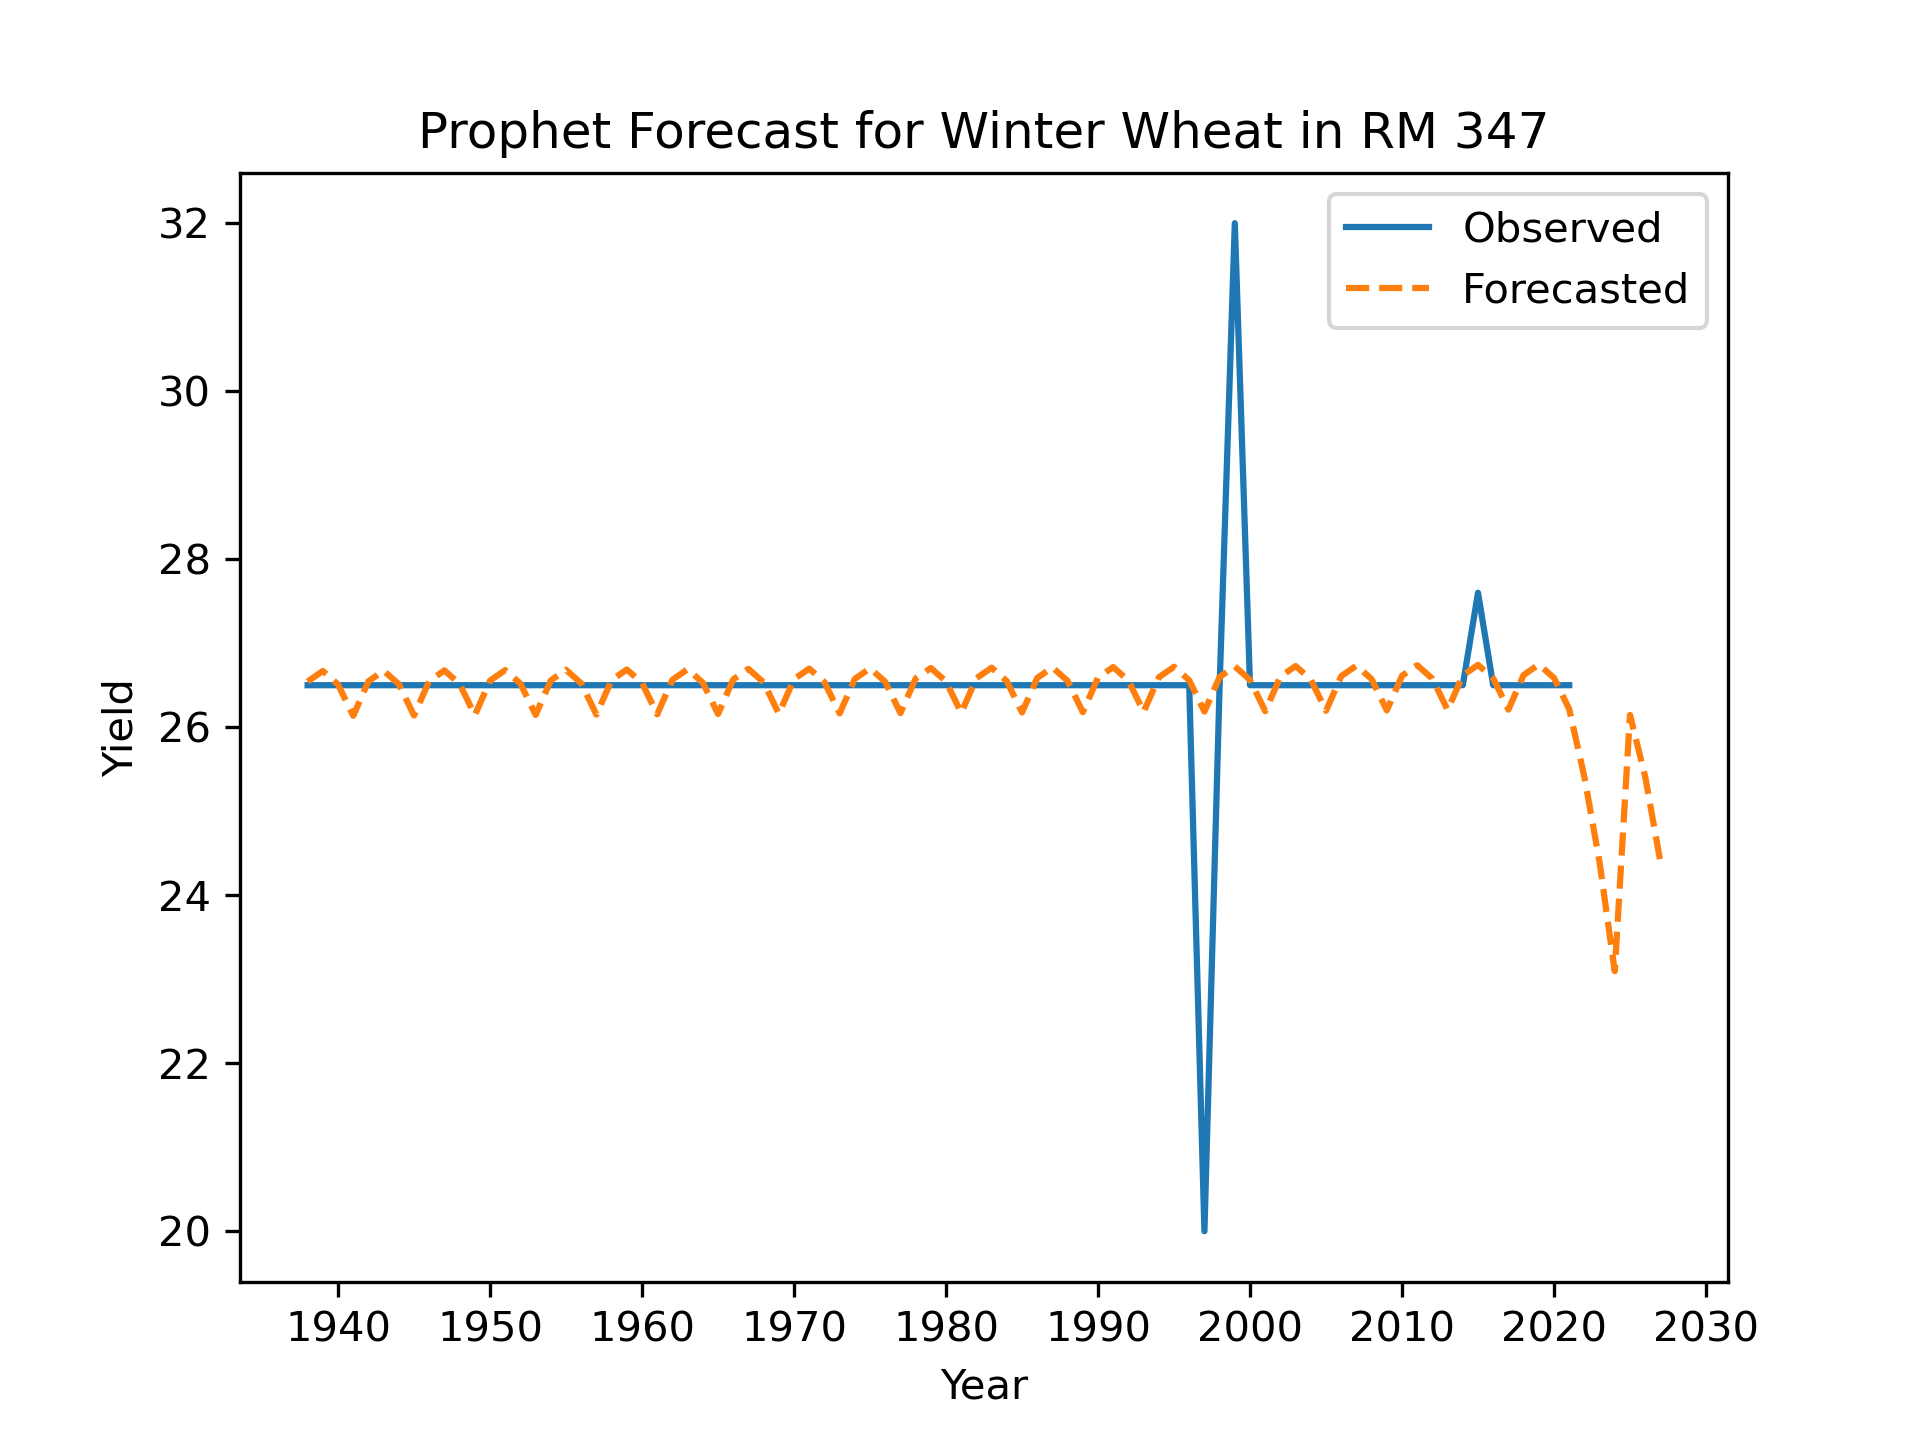 Prophet Forecast for Winter Wheat in RM 347
Observed
Forecasted
32
30
28
26
24
22
20
Yield
1940 1950 1960 1970 1980 1990 2000 2010 2020 2030
Year